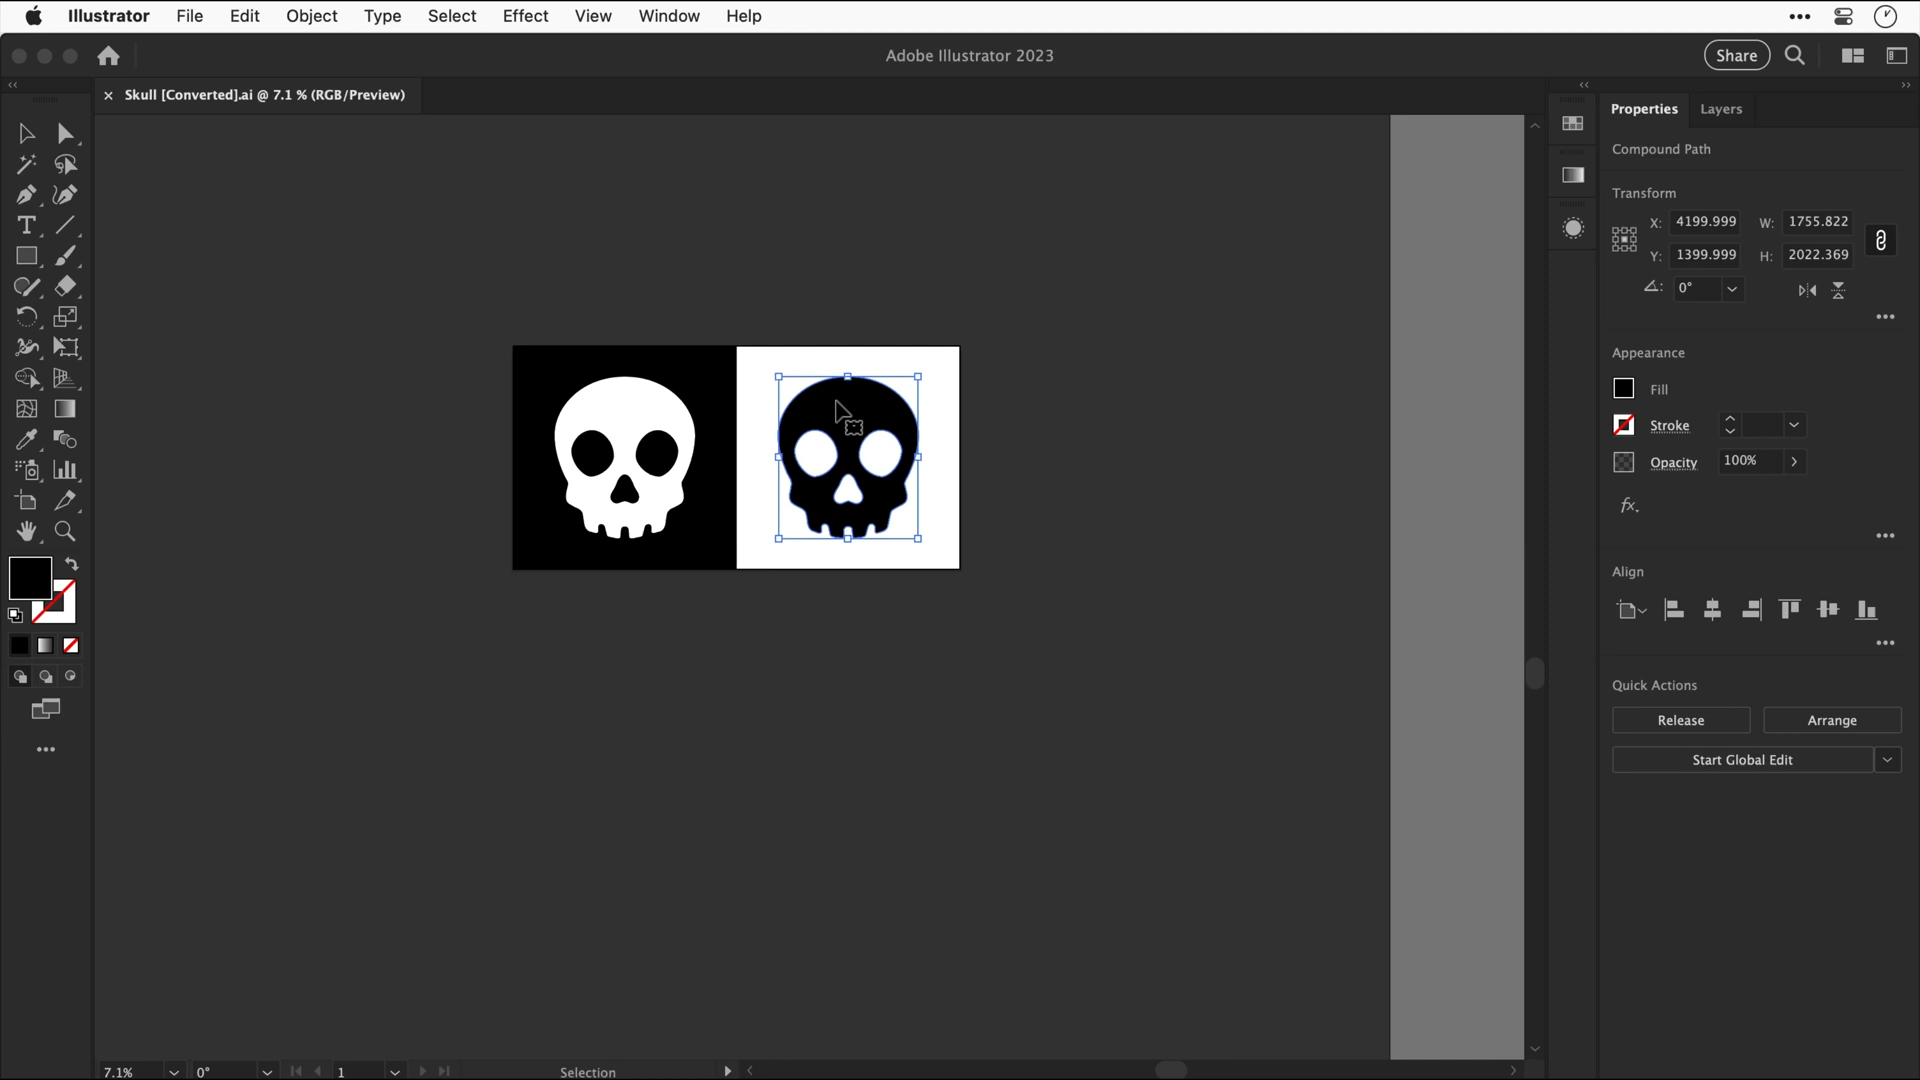 Illustrator File Edit Object Type Select Effect View Window Help
Adobe Illustrator 2023
Share
Skull [Converted].ai @ 7.1 % (RGB/Preview)
Properties Layers
Compound Path
Transform
X: 4199.999 W: 1755.822
Y: 1399.999 H: 2022.369
0°
Appearance
Fill
Stroke
Opacity 100%
fx.
Align
Quick Actions
Release Arrange
Start Global Edit
7.1% 0° 1 Selection